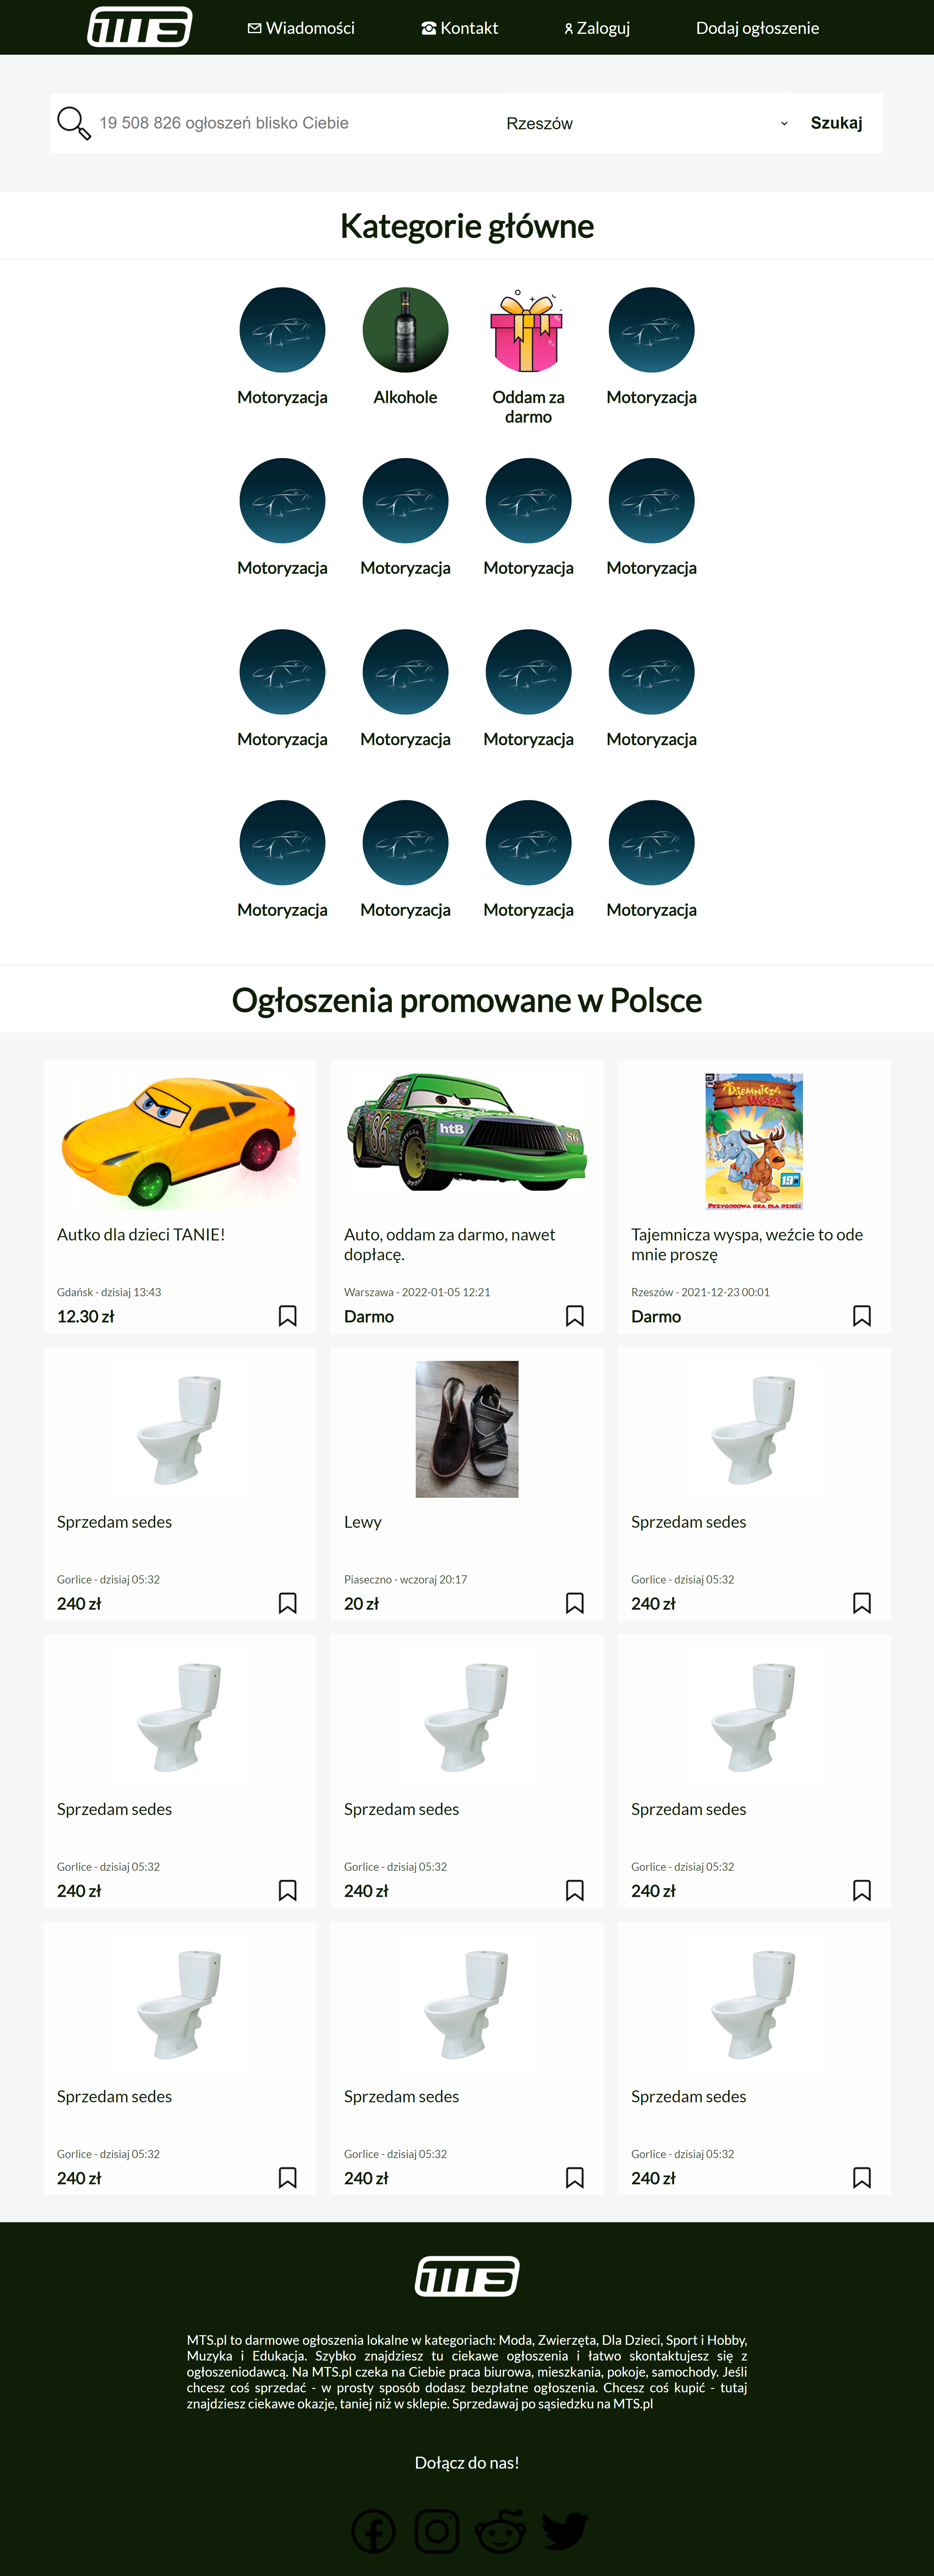 MTS
Wiadomości
Kontakt
Zaloguj
Dodaj ogłoszenie
19 508 826 ogłoszeń blisko Ciebie
Rzeszów
Szukaj
Kategorie główne
Motoryzacja
Alkohole
Oddam za
darmo
Motoryzacja
Motoryzacja
Motoryzacja
Motoryzacja
Motoryzacja
Motoryzacja
Motoryzacja
Motoryzacja
Motoryzacja
Motoryzacja
Motoryzacja
Motoryzacja
Motoryzacja
Ogłoszenia promowane w Polsce
Autko dla dzieci TANIE!
Gdańsk - dzisiaj 13:43
12.30 zł
86
htB
86
Auto, oddam za darmo, nawet
dopłacę.
Warszawa - 2022-01-05 12:21
Darmo
Tajemnicza
Wyspa
19
Przygodowa gra dla dzieci
Tajemnicza wyspa, weźcie to ode
mnie proszę
Rzeszów - 2021-12-23 00:01
Darmo
Sprzedam sedes
Gorlice - dzisiaj 05:32
240 zł
Lewy
Piaseczno - wczoraj 20:17
20 zł
Sprzedam sedes
Gorlice - dzisiaj 05:32
240 zł
Sprzedam sedes
Gorlice - dzisiaj 05:32
240 zł
Sprzedam sedes
Gorlice - dzisiaj 05:32
240 zł
Sprzedam sedes
Gorlice - dzisiaj 05:32
240 zł
Sprzedam sedes
Gorlice - dzisiaj 05:32
240 zł
Sprzedam sedes
Gorlice - dzisiaj 05:32
240 zł
Sprzedam sedes
Gorlice - dzisiaj 05:32
240 zł
MTS
MTS.pl to darmowe ogłoszenia lokalne w kategoriach: Moda, Zwierzęta, Dla Dzieci, Sport i Hobby,
Muzyka i Edukacja. Szybko znajdziesz tu ciekawe ogłoszenia i łatwo skontaktujesz się z
ogłoszeniodawcą. Na MTS.pl czeka na Ciebie praca biurowa, mieszkania, pokoje, samochody. Jeśli
chcesz coś sprzedać - w prosty sposób dodasz bezpłatne ogłoszenia. Chcesz coś kupić - tutaj
znajdziesz ciekawe okazje, taniej niż w sklepie. Sprzedawaj po sąsiedzku na MTS.pl
Dołącz do nas!